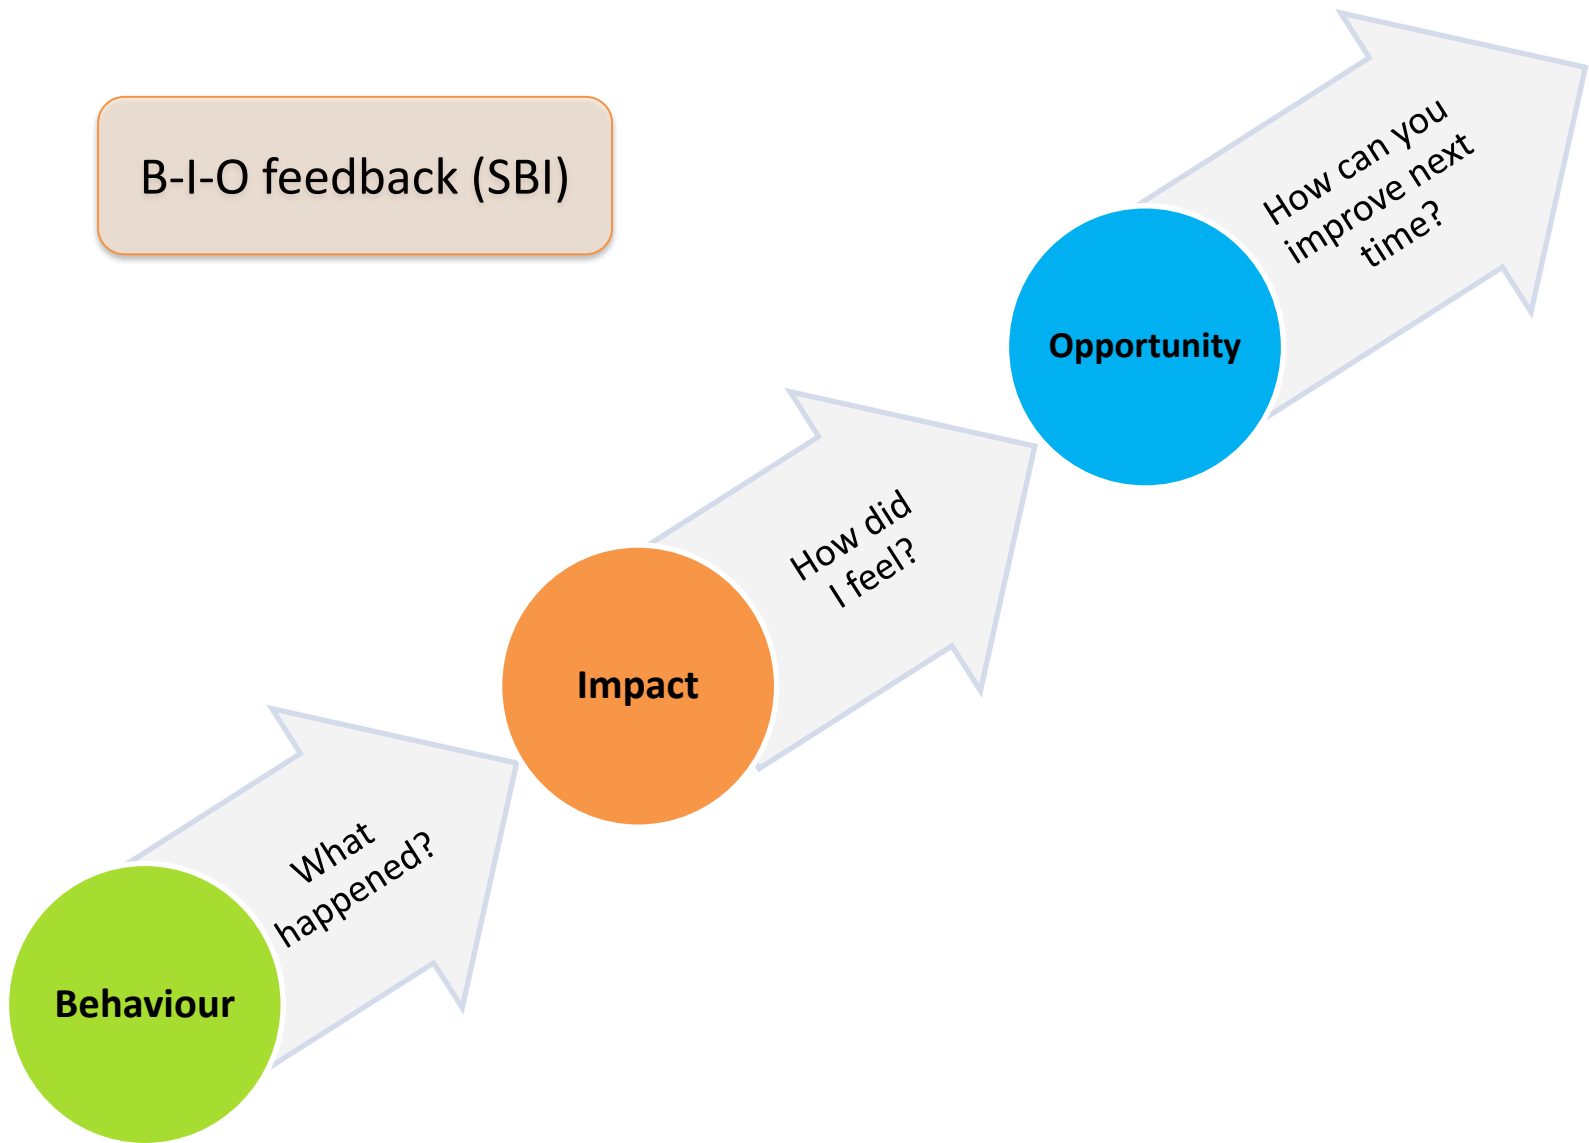 B-I-O feedback (SBI)
How can you
improve next
time?
Opportunity
How did
I feel?
Impact
What
happened?
Behaviour